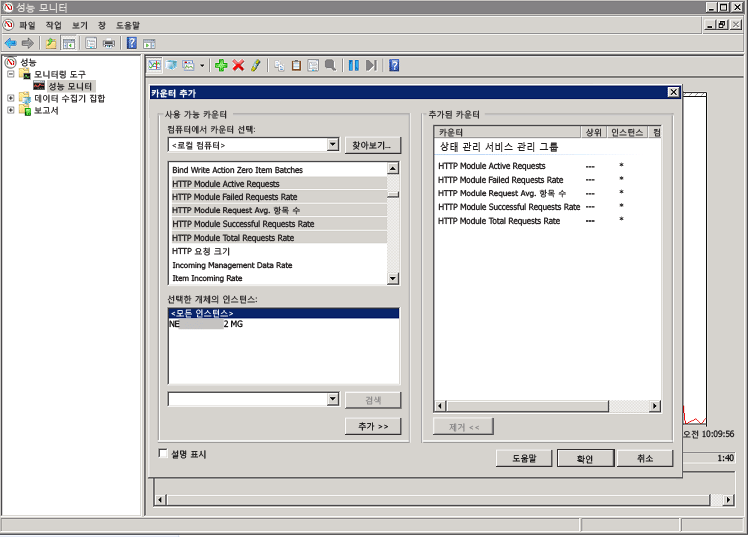 성능 모니터
파일 작업 보기 창 도움말
성능
모니터링 도구
성능 모니터
데이터 수집기 집합
보고서
카운터 추가
사용 가능 카운터
컴퓨터에서 카운터 선택:
<로컬 컴퓨터>
찾아보기...
Bind Write Action Zero Item Batches
HTTP Module Active Requests
HTTP Module Failed Requests Rate
HTTP Module Request Avg. 항목 수
HTTP Module Successful Requests Rate
HTTP Module Total Requests Rate
HTTP 요청 크기
Incoming Management Data Rate
Item Incoming Rate
선택한 개체의 인스턴스:
<모든 인스턴스>
NE 2 MG
검색
추가 >>
설명 표시
추가된 카운터
카운터 상위 인스턴스 컴
상태 관리 서비스 관리 그룹
HTTP Module Active Requests --- *
HTTP Module Failed Requests Rate --- *
HTTP Module Request Avg. 항목 수 --- *
HTTP Module Successful Requests Rate --- *
HTTP Module Total Requests Rate --- *
제거 <<
도움말 확인 취소
오전 10:09:56
1:40